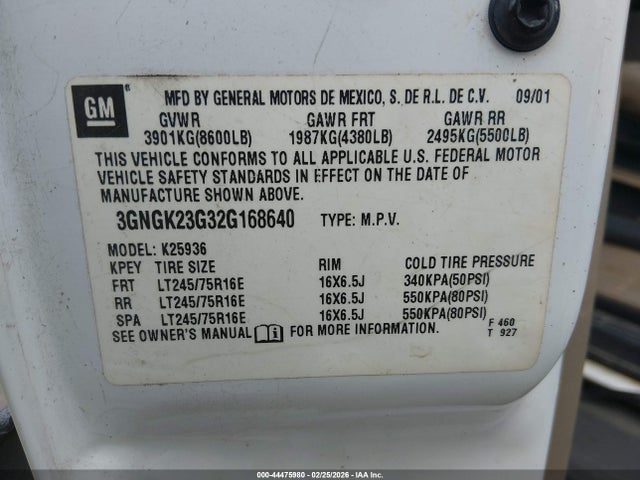 GM
MFD BY GENERAL MOTORS DE MEXICO, S. DE R.L. DE C.V. 09/01
GVWR GAWR FRT GAWR RR
3901KG(8600LB) 1987KG(4380LB) 2495KG(5500LB)
THIS VEHICLE CONFORMS TO ALL APPLICABLE U.S. FEDERAL MOTOR
VEHICLE SAFETY STANDARDS IN EFFECT ON THE DATE OF
MANUFACTURE SHOWN ABOVE.
3GNGK23G32G168640 TYPE: M.P.V.
MODEL: K25936
KPEY TIRE SIZE RIM COLD TIRE PRESSURE
FRT LT245/75R16E 16X6.5J 340KPA(50PSI)
RR LT245/75R16E 16X6.5J 550KPA(80PSI)
SPA LT245/75R16E 16X6.5J 550KPA(80PSI)
SEE OWNER'S MANUAL FOR MORE INFORMATION. F 460
T 927
000-44475980 - 02/25/2026 - IAAI.COM